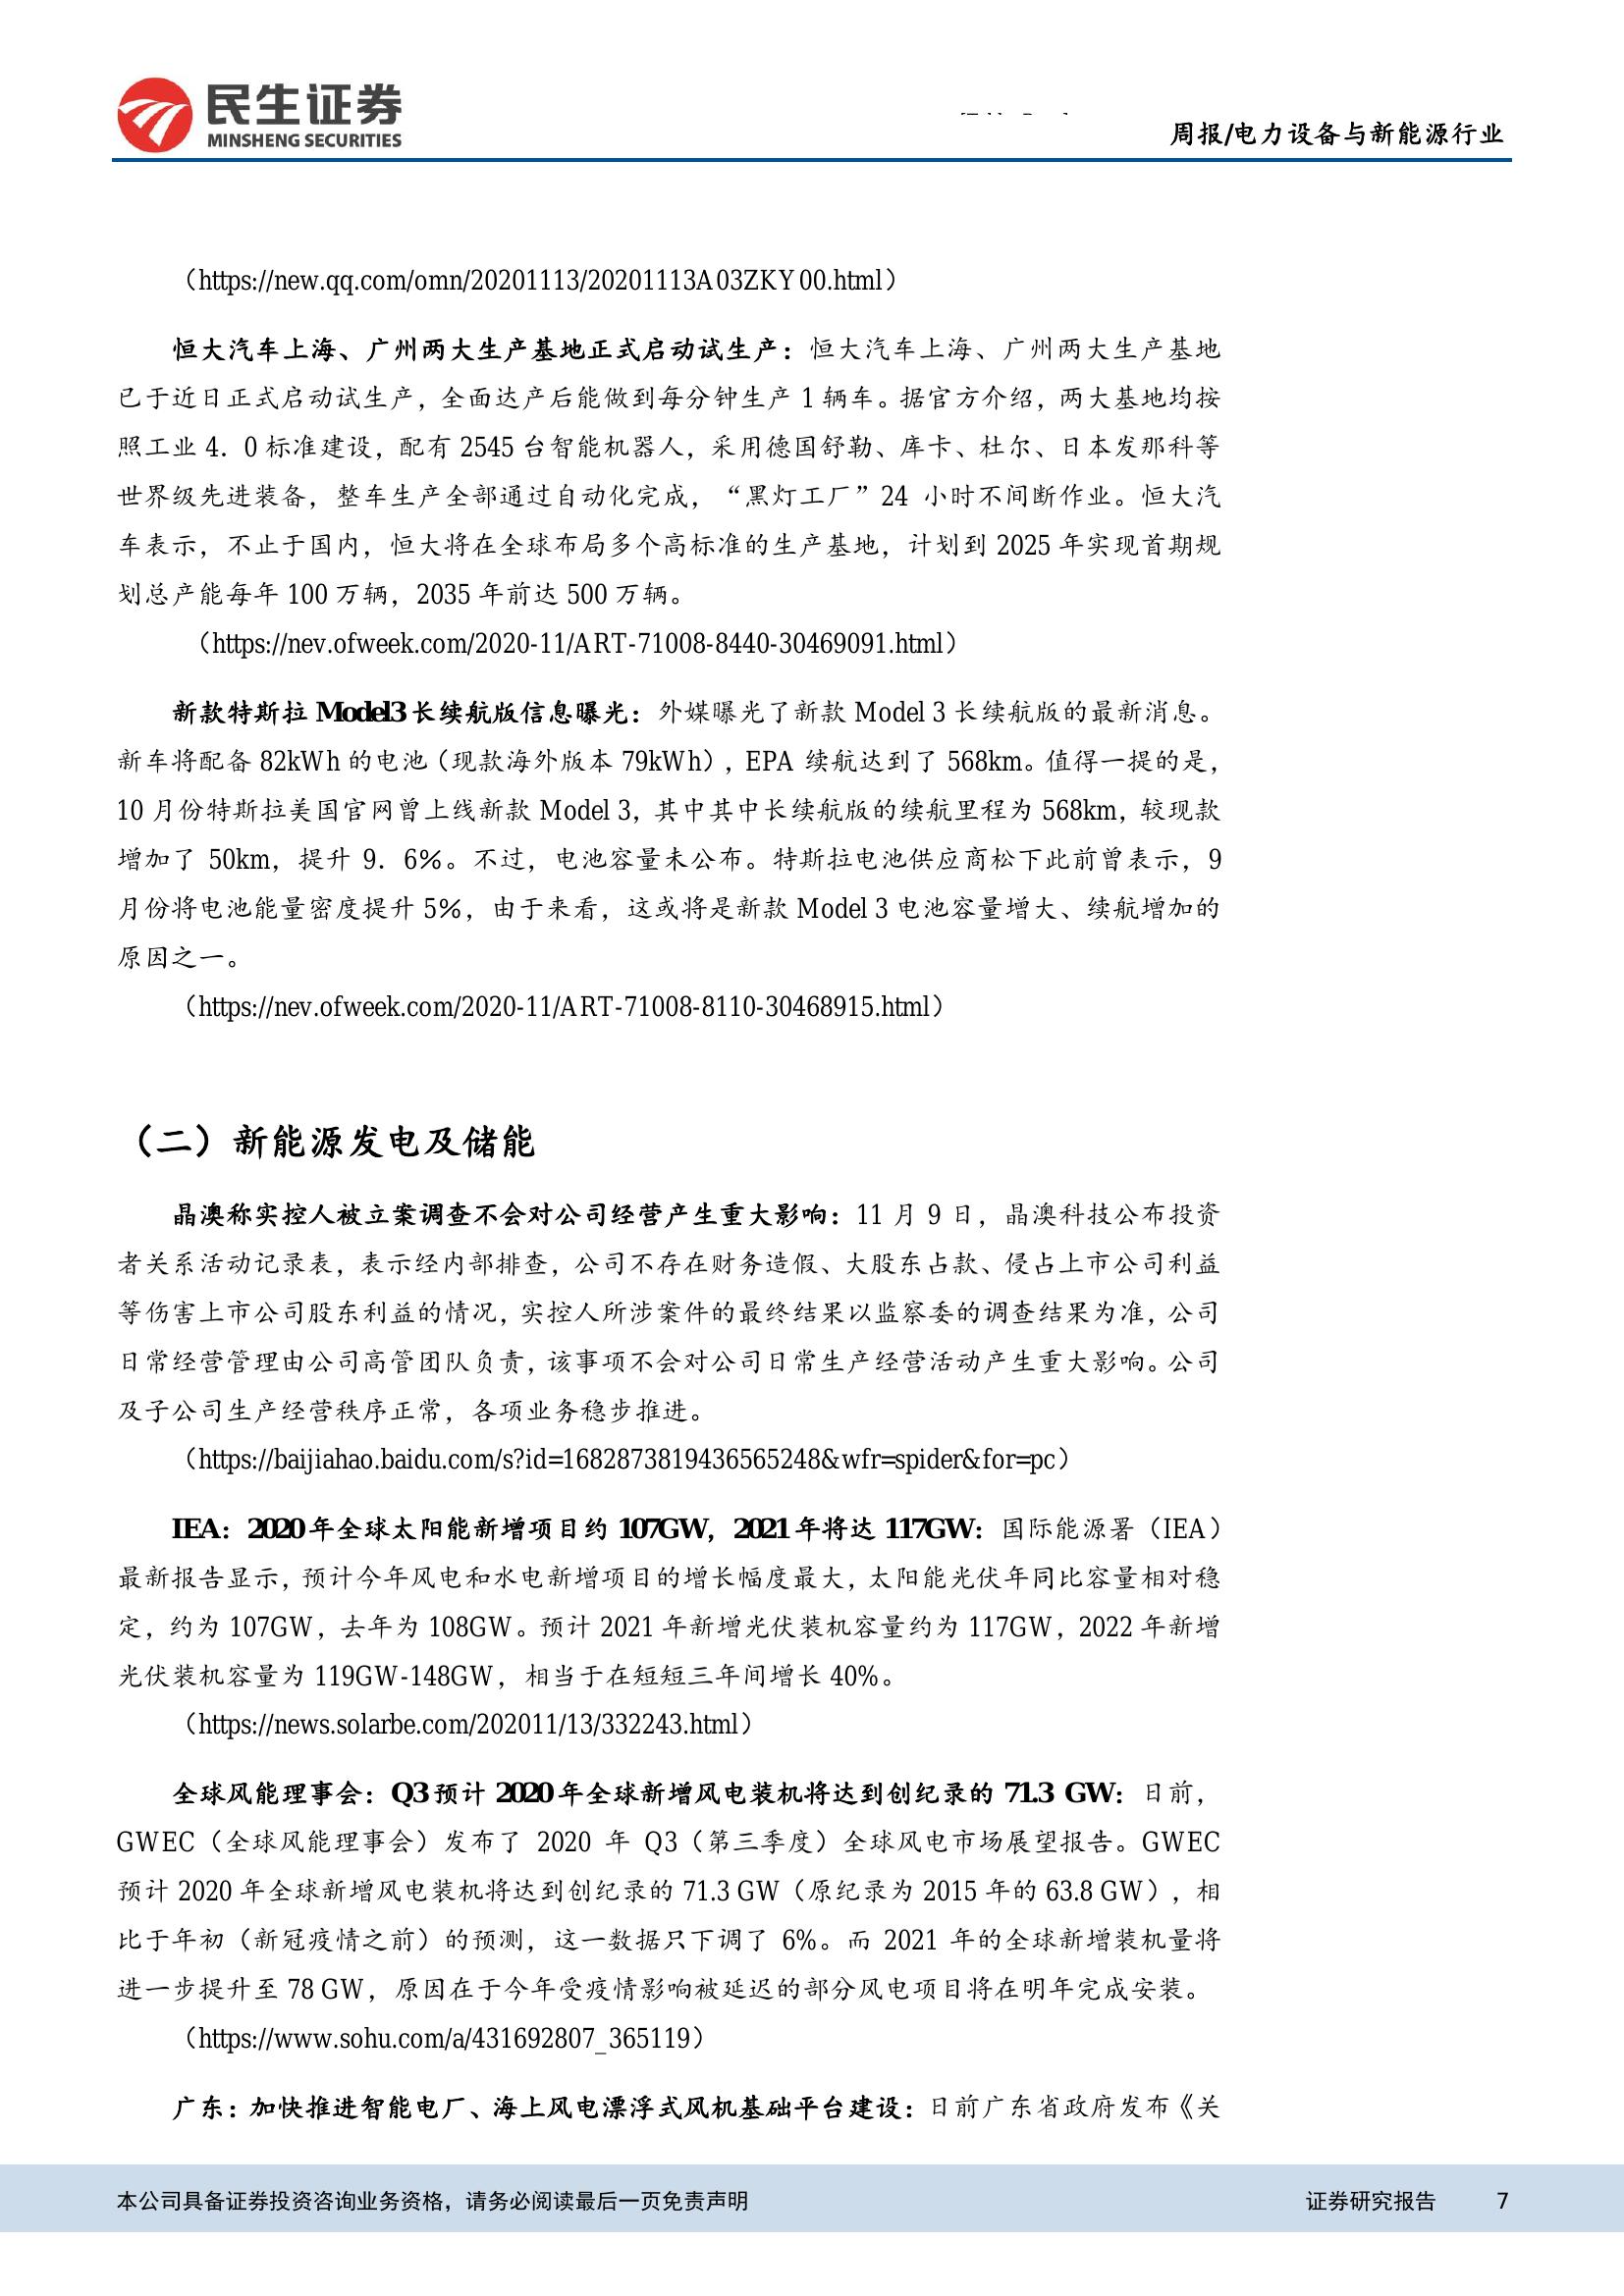 民生证券
MINSHENG SECURITIES
周报/电力设备与新能源行业
（https://new.qq.com/omn/20201113/20201113A03ZKY00.html）
恒大汽车上海、广州两大生产基地正式启动试生产：恒大汽车上海、广州两大生产基地
已于近日正式启动试生产，全面达产后能做到每分钟生产 1 辆车。据官方介绍，两大基地均按
照工业 4．0 标准建设，配有 2545 台智能机器人，采用德国舒勒、库卡、杜尔、日本发那科等
世界级先进装备，整车生产全部通过自动化完成，“黑灯工厂”24 小时不间断作业。恒大汽
车表示，不止于国内，恒大将在全球布局多个高标准的生产基地，计划到 2025 年实现首期规
划总产能每年 100 万辆，2035 年前达 500 万辆。
（https://nev.ofweek.com/2020-11/ART-71008-8440-30469091.html）
新款特斯拉 Model3 长续航版信息曝光：外媒曝光了新款 Model 3 长续航版的最新消息。
新车将配备 82kWh 的电池（现款海外版本 79kWh），EPA 续航达到了 568km。值得一提的是，
10 月份特斯拉美国官网曾上线新款 Model 3，其中其中长续航版的续航里程为 568km，较现款
增加了 50km，提升 9．6%。不过，电池容量未公布。特斯拉电池供应商松下此前曾表示，9
月份将电池能量密度提升 5%，由于来看，这或将是新款 Model 3 电池容量增大、续航增加的
原因之一。
（https://nev.ofweek.com/2020-11/ART-71008-8110-30468915.html）
（二）新能源发电及储能
晶澳称实控人被立案调查不会对公司经营产生重大影响：11 月 9 日，晶澳科技公布投资
者关系活动记录表，表示经内部排查，公司不存在财务造假、大股东占款、侵占上市公司利益
等伤害上市公司股东利益的情况，实控人所涉案件的最终结果以监察委的调查结果为准，公司
日常经营管理由公司高管团队负责，该事项不会对公司日常生产经营活动产生重大影响。公司
及子公司生产经营秩序正常，各项业务稳步推进。
（https://baijiahao.baidu.com/s?id=1682873819436565248&wfr=spider&for=pc）
IEA：2020 年全球太阳能新增项目约 107GW，2021 年将达 117GW：国际能源署（IEA）
最新报告显示，预计今年风电和水电新增项目的增长幅度最大，太阳能光伏年同比容量相对稳
定，约为 107GW，去年为 108GW。预计 2021 年新增光伏装机容量约为 117GW，2022 年新增
光伏装机容量为 119GW-148GW，相当于在短短三年间增长 40%。
（https://news.solarbe.com/202011/13/332243.html）
全球风能理事会：Q3 预计 2020 年全球新增风电装机将达到创纪录的 71.3 GW：日前，
GWEC（全球风能理事会）发布了 2020 年 Q3（第三季度）全球风电市场展望报告。GWEC
预计 2020 年全球新增风电装机将达到创纪录的 71.3 GW（原纪录为 2015 年的 63.8 GW），相
比于年初（新冠疫情之前）的预测，这一数据只下调了 6%。而 2021 年的全球新增装机量将
进一步提升至 78 GW，原因在于今年受疫情影响被延迟的部分风电项目将在明年完成安装。
（https://www.sohu.com/a/431692807_365119）
广东：加快推进智能电厂、海上风电漂浮式风机基础平台建设：日前广东省政府发布《关
本公司具备证券投资咨询业务资格，请务必阅读最后一页免责声明
证券研究报告 7